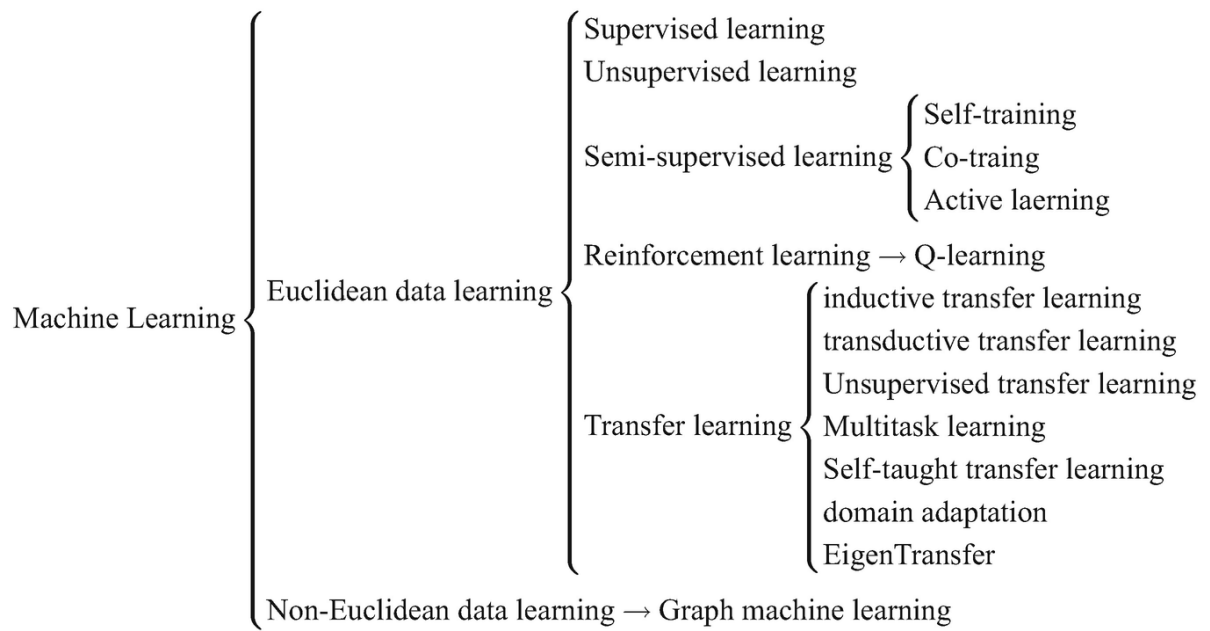 Supervised learning
Unsupervised learning
Self-training
Semi-supervised learning
Co-traing
Active laerning
Reinforcement learning → Q-learning
Euclidean data learning
inductive transfer learning
Machine Learning
transductive transfer learning
Unsupervised transfer learning
Transfer learning
Multitask learning
Self-taught transfer learning
domain adaptation
EigenTransfer
Non-Euclidean data learning → Graph machine learning